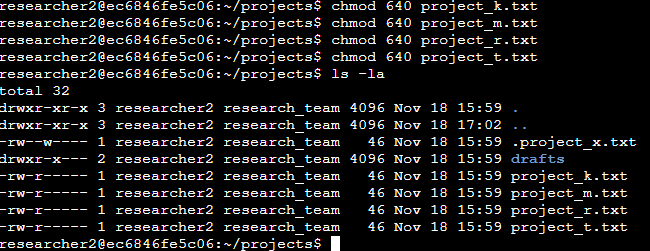 researcher2@ec6846fe5c06:~/projects$ chmod 640 project_k.txt
researcher2@ec6846fe5c06:~/projects$ chmod 640 project_m.txt
researcher2@ec6846fe5c06:~/projects$ chmod 640 project_r.txt
researcher2@ec6846fe5c06:~/projects$ chmod 640 project_t.txt
researcher2@ec6846fe5c06:~/projects$ ls -la
total 32
drwxr-xr-x 3 researcher2 research_team 4096 Nov 18 15:59 .
drwxr-xr-x 3 researcher2 research_team 4096 Nov 18 17:02 ..
-rw--w---- 1 researcher2 research_team   46 Nov 18 15:59 .project_x.txt
drwxr-x--- 2 researcher2 research_team 4096 Nov 18 15:59 drafts
-rw-r----- 1 researcher2 research_team   46 Nov 18 15:59 project_k.txt
-rw-r----- 1 researcher2 research_team   46 Nov 18 15:59 project_m.txt
-rw-r----- 1 researcher2 research_team   46 Nov 18 15:59 project_r.txt
-rw-r----- 1 researcher2 research_team   46 Nov 18 15:59 project_t.txt
researcher2@ec6846fe5c06:~/projects$